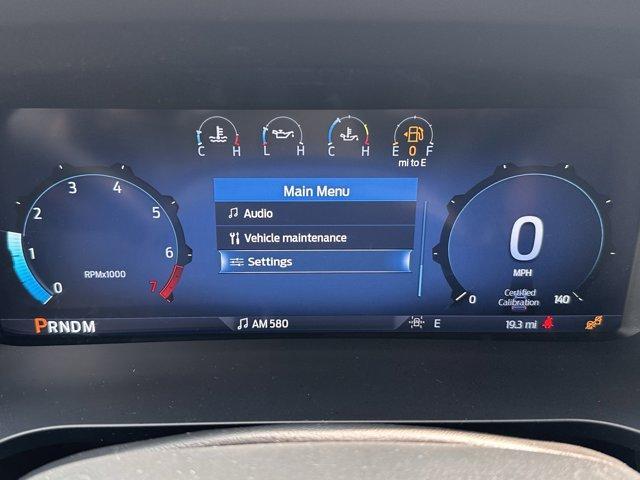 C H
L H
C H
E 0 F
mi to E
Main Menu
Audio
Vehicle maintenance
Settings
0 1 2 3 4 5 6 7
RPMx1000
0
MPH
Certified
Calibration
0 140
PRNDM
AM 580
E
19.3 mi